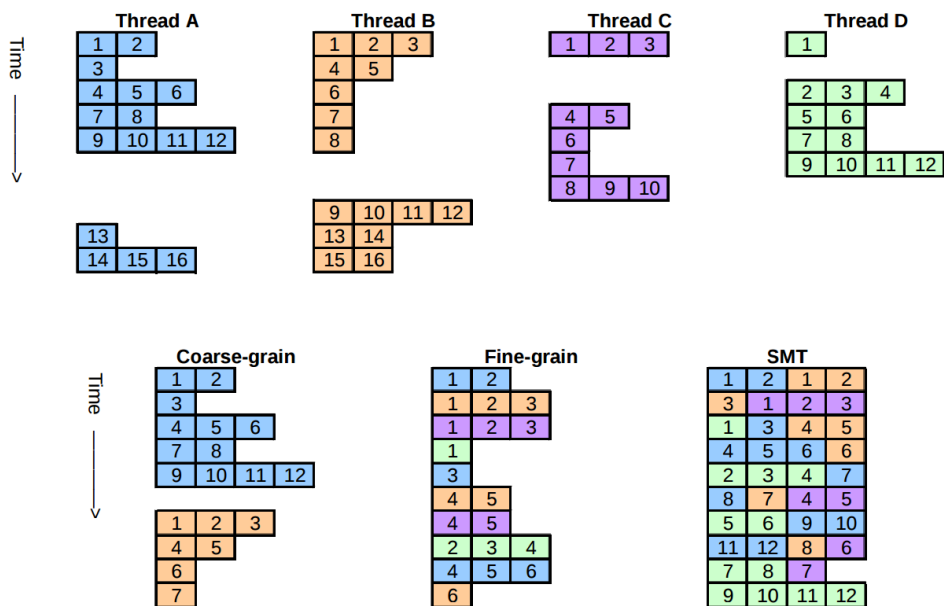 Thread A Thread B Thread C Thread D
Time ———>
1 2 1 2 3 1 2 3 1
3 4 5
4 5 6 6 2 3 4
7 8 7 4 5 5 6
9 10 11 12 8 6 7 8
7 9 10 11 12
8 9 10
9 10 11 12
13 13 14
14 15 16 15 16
Coarse-grain Fine-grain SMT
Time ———>
1 2 1 2 1 2 1 2
3 1 2 3 3 1 2 3
4 5 6 1 2 3 1 3 4 5
7 8 1 4 5 6 6
9 10 11 12 3 2 3 4 7
4 5 8 7 4 5
1 2 3 4 5 5 6 9 10
4 5 2 3 4 11 12 8 6
6 4 5 6 7 8 7
7 6 9 10 11 12